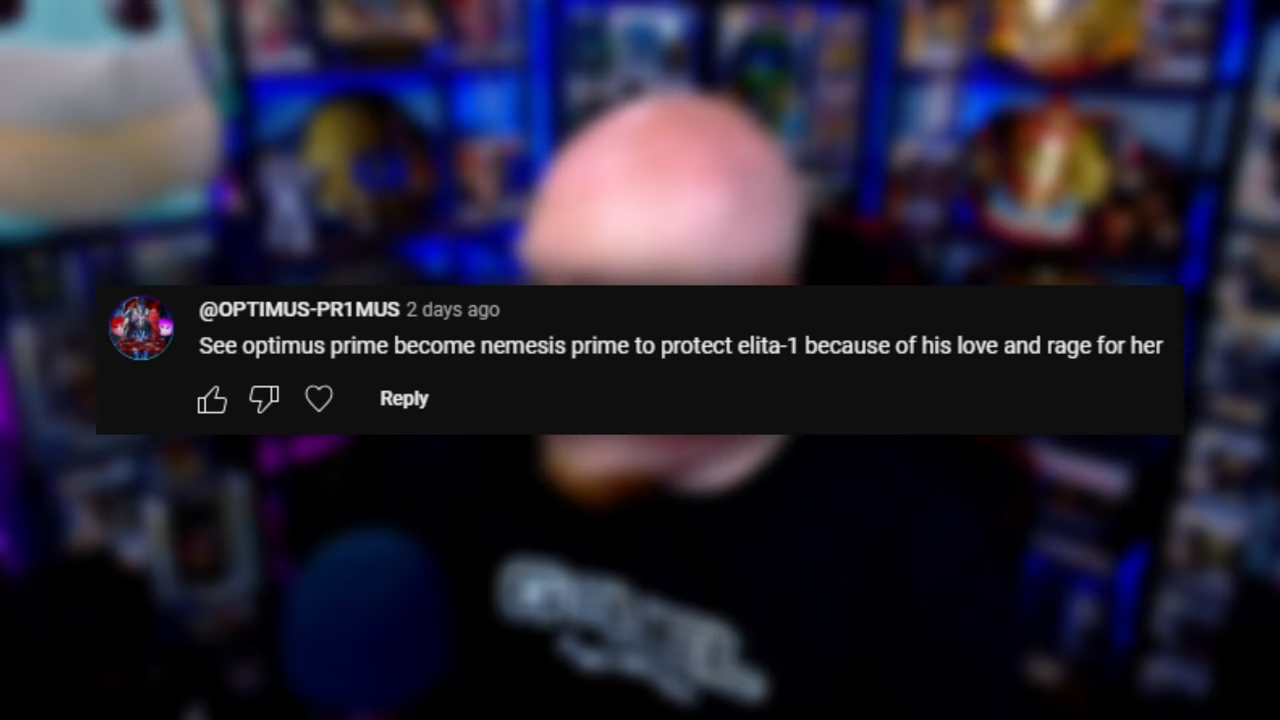 @OPTIMUS-PR1MUS 2 days ago
See optimus prime become nemesis prime to protect elita-1 because of his love and rage for her
Reply